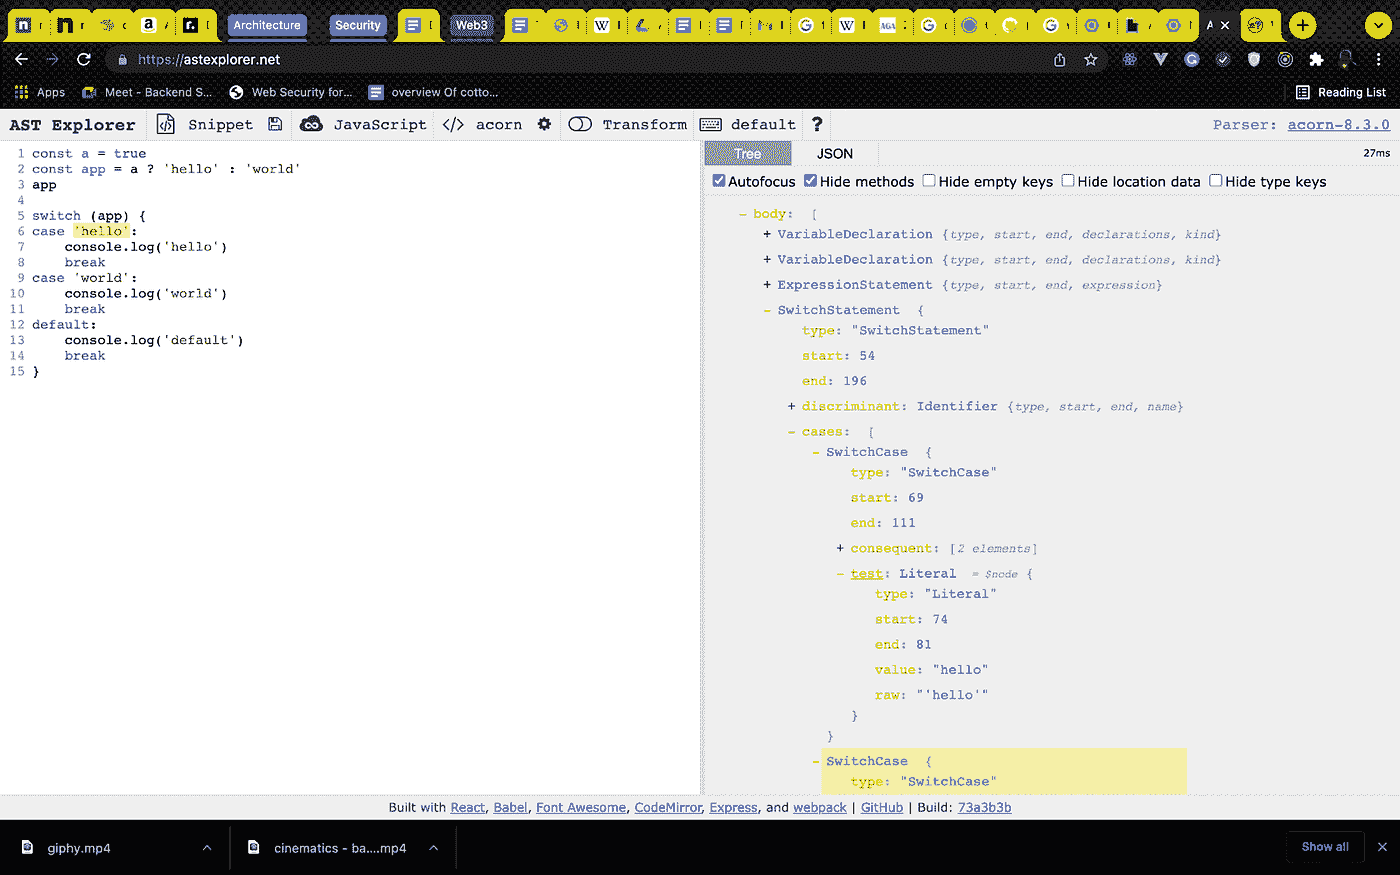 Architecture Security Web3
https://astexplorer.net
Apps Meet - Backend S... Web Security for... overview Of cotto... Reading List
AST Explorer Snippet JavaScript </> acorn Transform default ? Parser: acorn-8.3.0
Tree JSON 27ms
Autofocus Hide methods Hide empty keys Hide location data Hide type keys
1 const a = true
2 const app = a ? 'hello' : 'world'
3 app
4
5 switch (app) {
6 case 'hello':
7 console.log('hello')
8 break
9 case 'world':
10 console.log('world')
11 break
12 default:
13 console.log('default')
14 break
15 }
– body: [
+ VariableDeclaration {type, start, end, declarations, kind}
+ VariableDeclaration {type, start, end, declarations, kind}
+ ExpressionStatement {type, start, end, expression}
– SwitchStatement {
type: "SwitchStatement"
start: 54
end: 196
+ discriminant: Identifier {type, start, end, name}
– cases: [
– SwitchCase {
type: "SwitchCase"
start: 69
end: 111
+ consequent: [2 elements]
– test: Literal = $node {
type: "Literal"
start: 74
end: 81
value: "hello"
raw: "'hello'"
}
}
– SwitchCase {
type: "SwitchCase"
Built with React, Babel, Font Awesome, CodeMirror, Express, and webpack | GitHub | Build: 73a3b3b
giphy.mp4 cinematics - ba....mp4 Show all